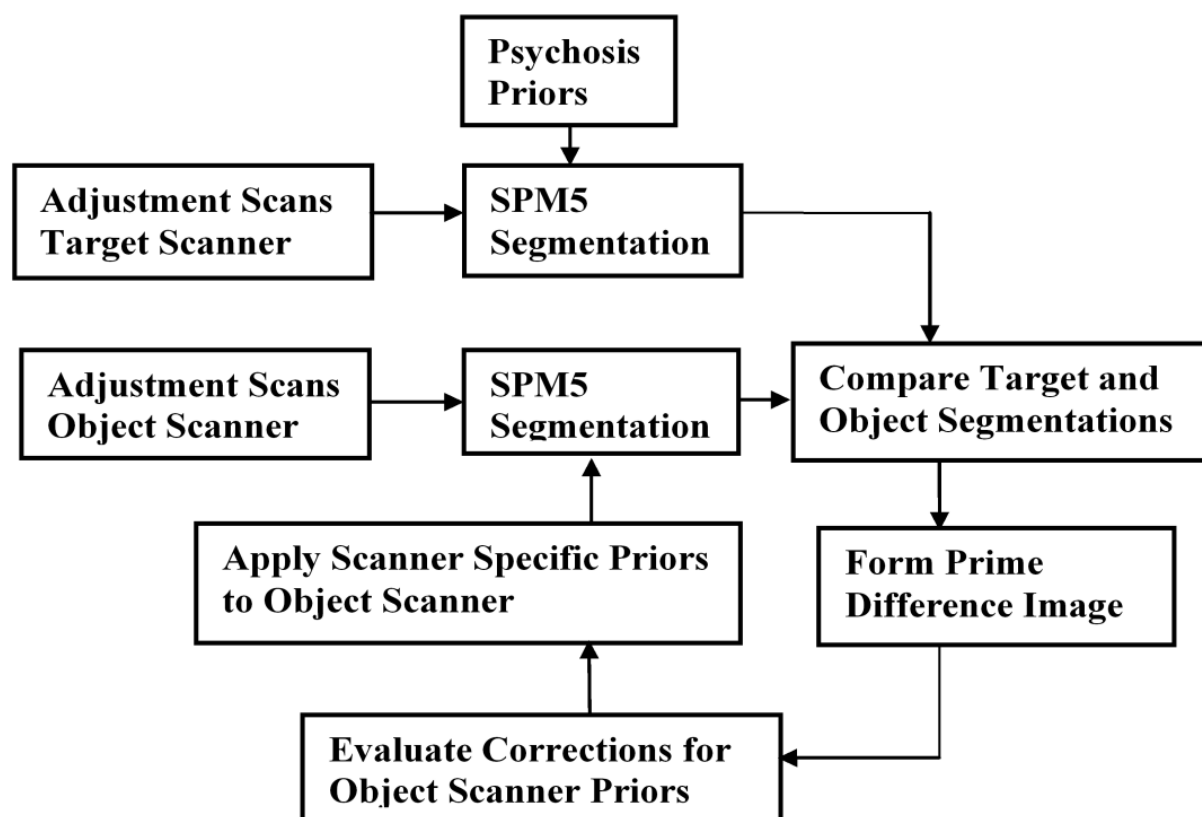 Psychosis
Priors
Adjustment Scans
Target Scanner
SPM5
Segmentation
Adjustment Scans
Object Scanner
SPM5
Segmentation
Compare Target and
Object Segmentations
Apply Scanner Specific Priors
to Object Scanner
Form Prime
Difference Image
Evaluate Corrections for
Object Scanner Priors